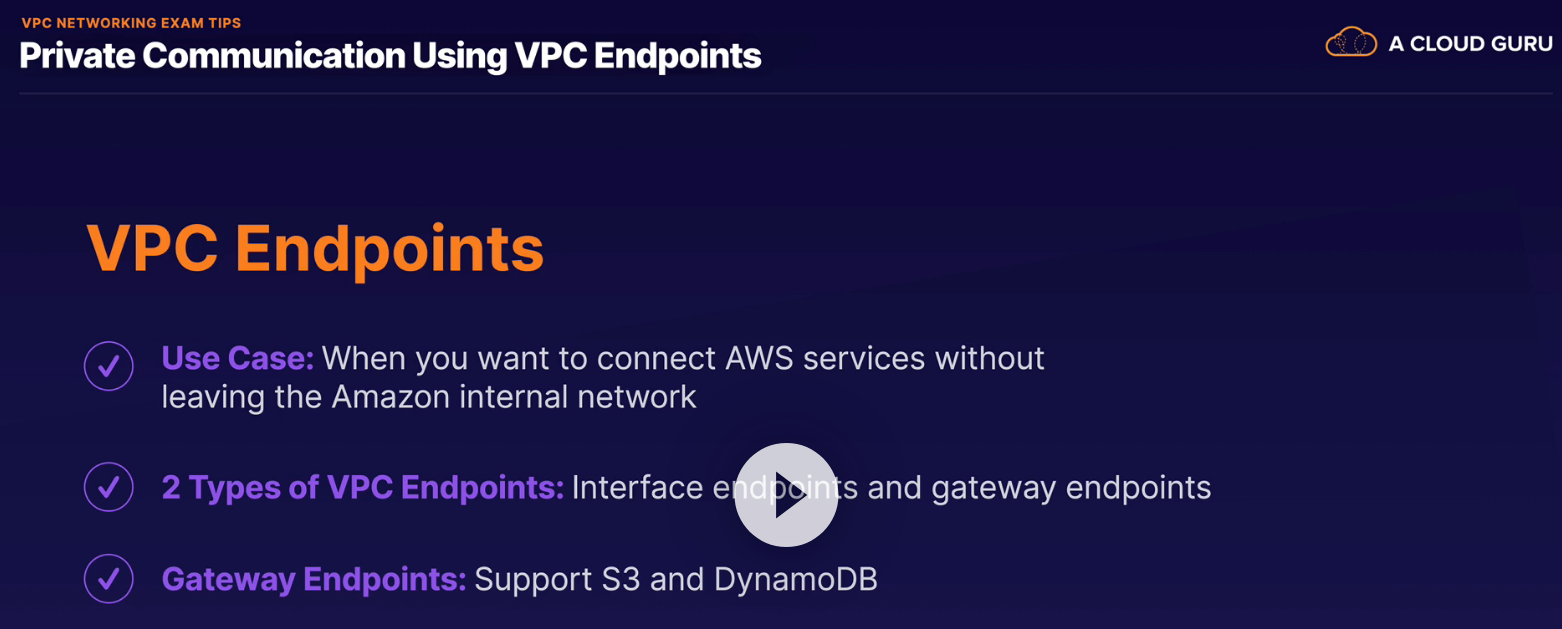 VPC NETWORKING EXAM TIPS
Private Communication Using VPC Endpoints
A CLOUD GURU
VPC Endpoints
Use Case: When you want to connect AWS services without
leaving the Amazon internal network
2 Types of VPC Endpoints: Interface endpoints and gateway endpoints
Gateway Endpoints: Support S3 and DynamoDB